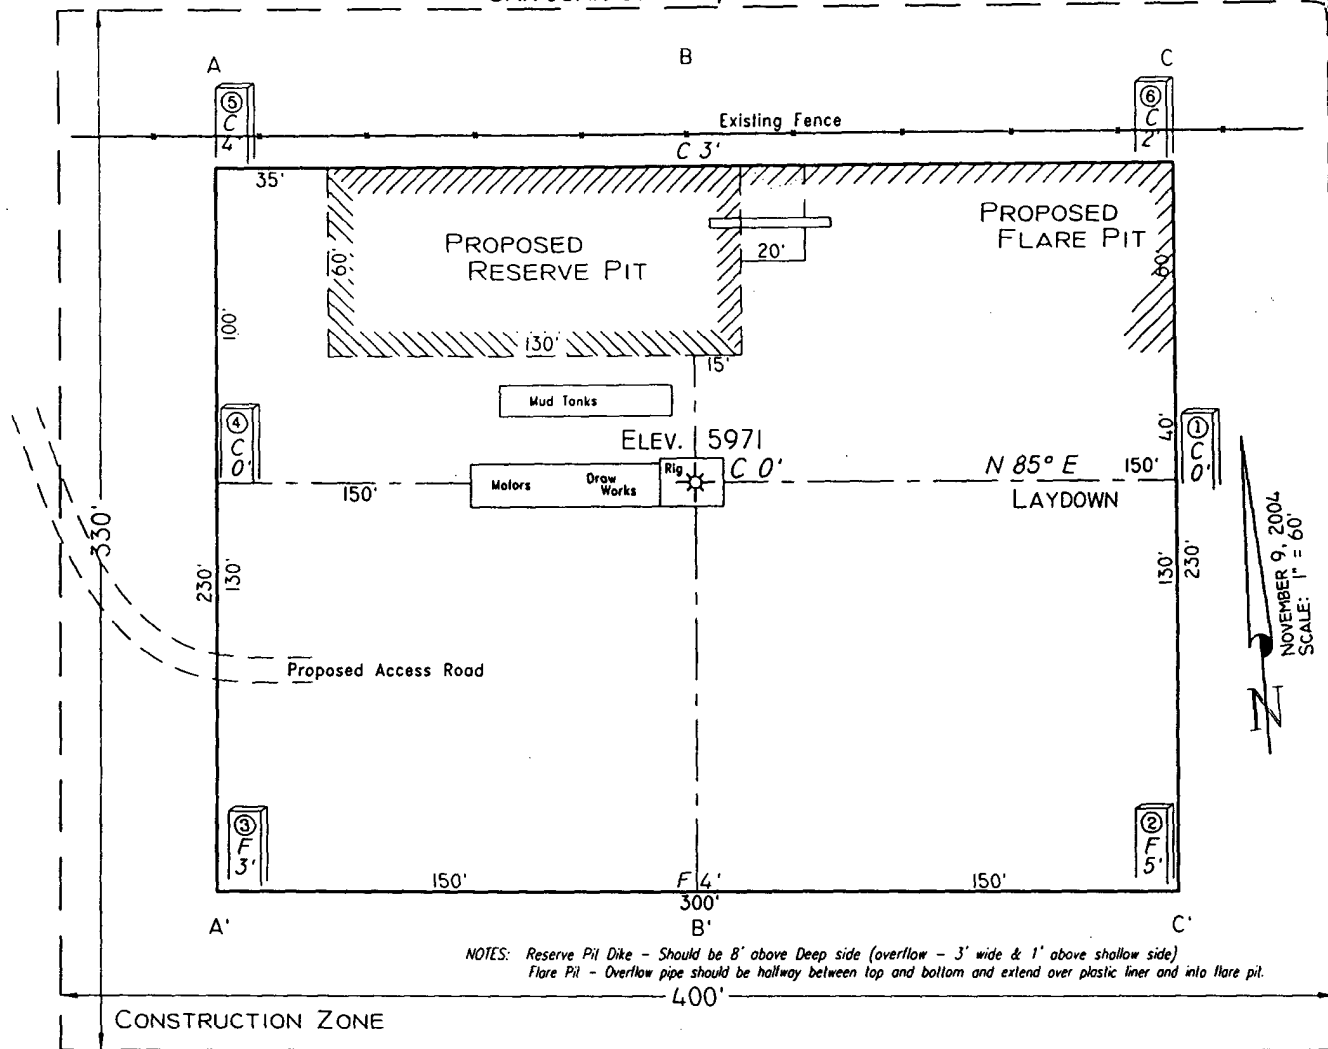 A
B
C
⑤
C
4'
⑥
C
2'
Existing Fence
C 3'
35'
PROPOSED
RESERVE PIT
PROPOSED
FLARE PIT
20'
60'
60'
100'
130'
15'
Mud Tanks
④
C
0'
ELEV. 5971
C 0'
Rig
Motors
Draw
Works
150'
N 85° E
150'
LAYDOWN
40'
①
C
0'
330'
230'
130'
130'
230'
NOVEMBER 9, 2004
SCALE: 1" = 60'
N
Proposed Access Road
③
F
3'
②
F
5'
150'
F 4'
150'
300'
A'
B'
C'
NOTES: Reserve Pit Dike - Should be 8' above Deep side (overflow - 3' wide & 1' above shallow side)
Flare Pit - Overflow pipe should be halfway between top and bottom and extend over plastic liner and into flare pit.
400'
CONSTRUCTION ZONE